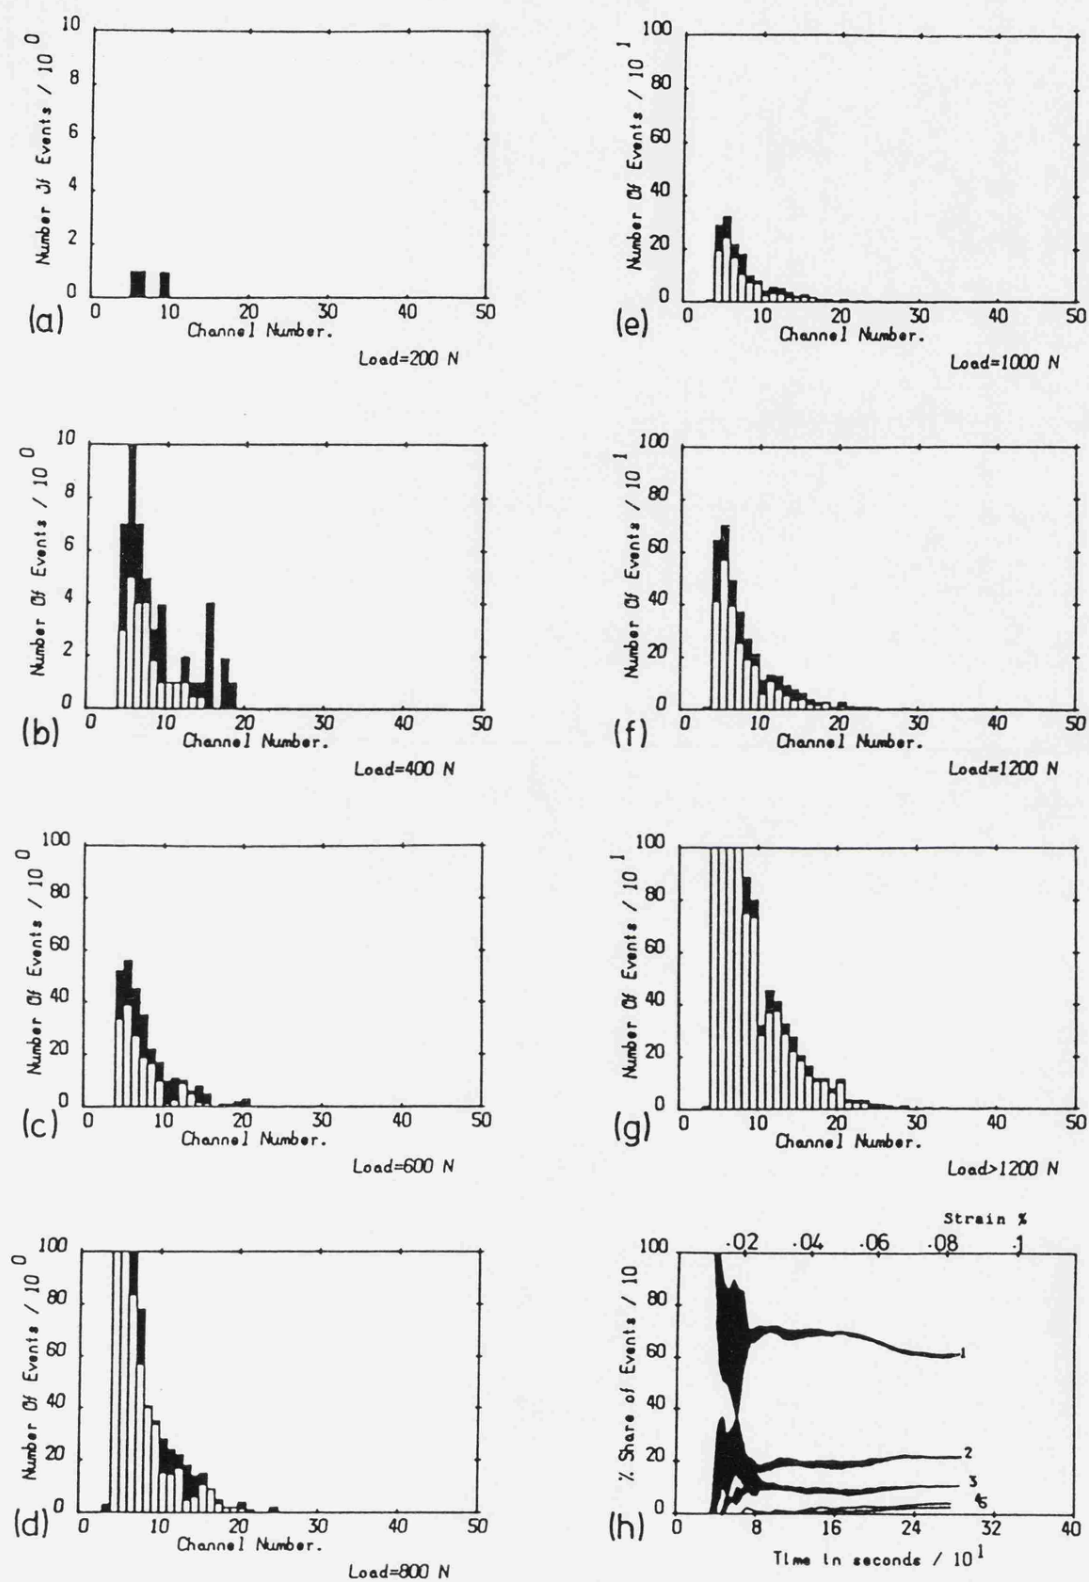 10
8
6
4
2
0
Number Of Events / 10 0
0 10 20 30 40 50
Channel Number.
(a)
Load=200 N
10
8
6
4
2
0
Number Of Events / 10 0
0 10 20 30 40 50
Channel Number.
(b)
Load=400 N
100
80
60
40
20
0
Number Of Events / 10 0
0 10 20 30 40 50
Channel Number.
(c)
Load=600 N
100
80
60
40
20
0
Number Of Events / 10 0
0 10 20 30 40 50
Channel Number.
(d)
Load=800 N
100
80
60
40
20
0
Number Of Events / 10 1
0 10 20 30 40 50
Channel Number.
(e)
Load=1000 N
100
80
60
40
20
0
Number Of Events / 10 1
0 10 20 30 40 50
Channel Number.
(f)
Load=1200 N
100
80
60
40
20
0
Number Of Events / 10 1
0 10 20 30 40 50
Channel Number.
(g)
Load>1200 N
Strain %
.02 .04 .06 .08 .1
100
80
60
40
20
0
% Share of Events / 10 0
1
2
3
4
5
0 8 16 24 32 40
Time in seconds / 10 1
(h)